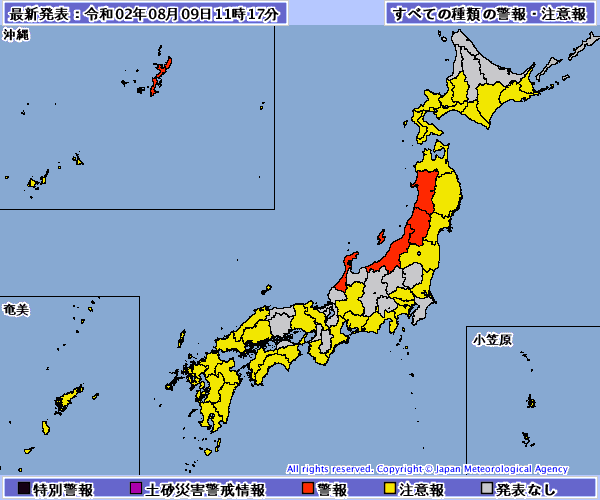 最新発表：令和02年08月09日11時17分
すべての種類の警報・注意報
沖縄
奄美
小笠原
All rights reserved. Copyright © Japan Meteorological Agency
特別警報 土砂災害警戒情報 警報 注意報 発表なし